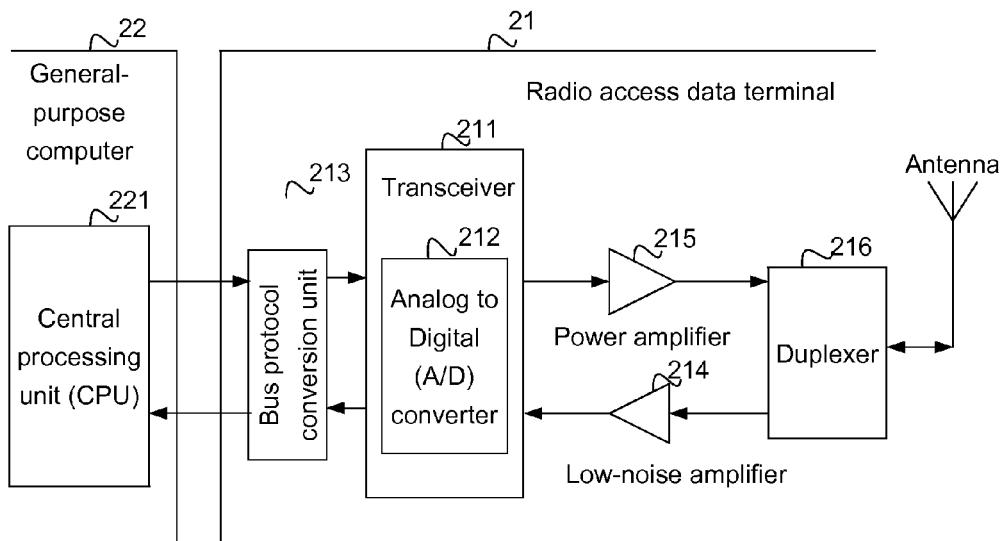 22
General-
purpose
computer
21
Radio access data terminal
221
Central
processing
unit (CPU)
213
Bus protocol
conversion unit
211
Transceiver
212
Analog to
Digital
(A/D)
converter
215
Power amplifier
214
Low-noise amplifier
216
Duplexer
Antenna